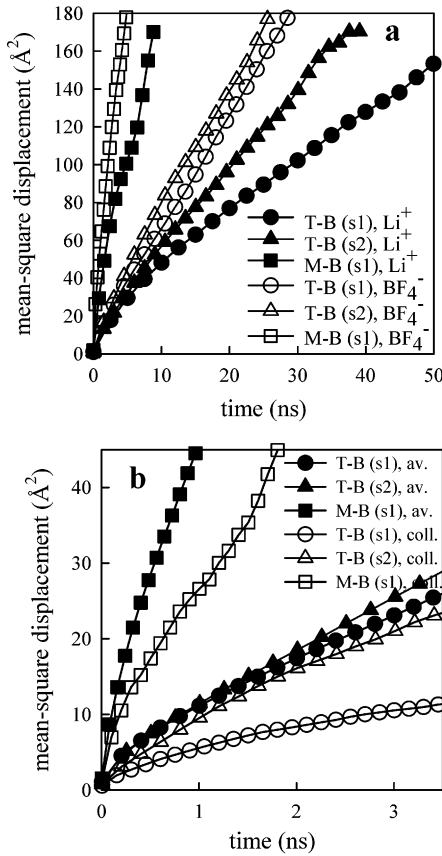 180
160
140
120
100
80
60
40
20
0
mean-square displacement (Å²)
a
T-B (s1), Li⁺
T-B (s2), Li⁺
M-B (s1), Li⁺
T-B (s1), BF₄⁻
T-B (s2), BF₄⁻
M-B (s1), BF₄⁻
0 10 20 30 40 50
time (ns)
b
40
30
20
10
0
mean-square displacement (Å²)
T-B (s1), av.
T-B (s2), av.
M-B (s1), av.
T-B (s1), coll.
T-B (s2), coll.
M-B (s1), coll.
0 1 2 3
time (ns)